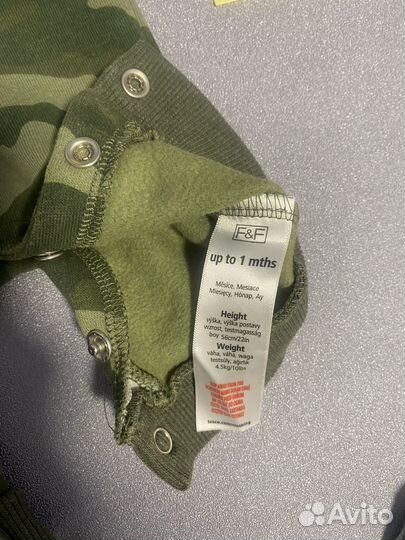 F&F
up to 1 mths
Měsíce, Mesiace
Miesięcy, Hónap, Ay
Height
výška, výška postavy
wzrost, testmagasság
boy 56cm/22in
Weight
váha, váha, waga
testsúly, ağırlık
4.5kg/10lbs
Avito